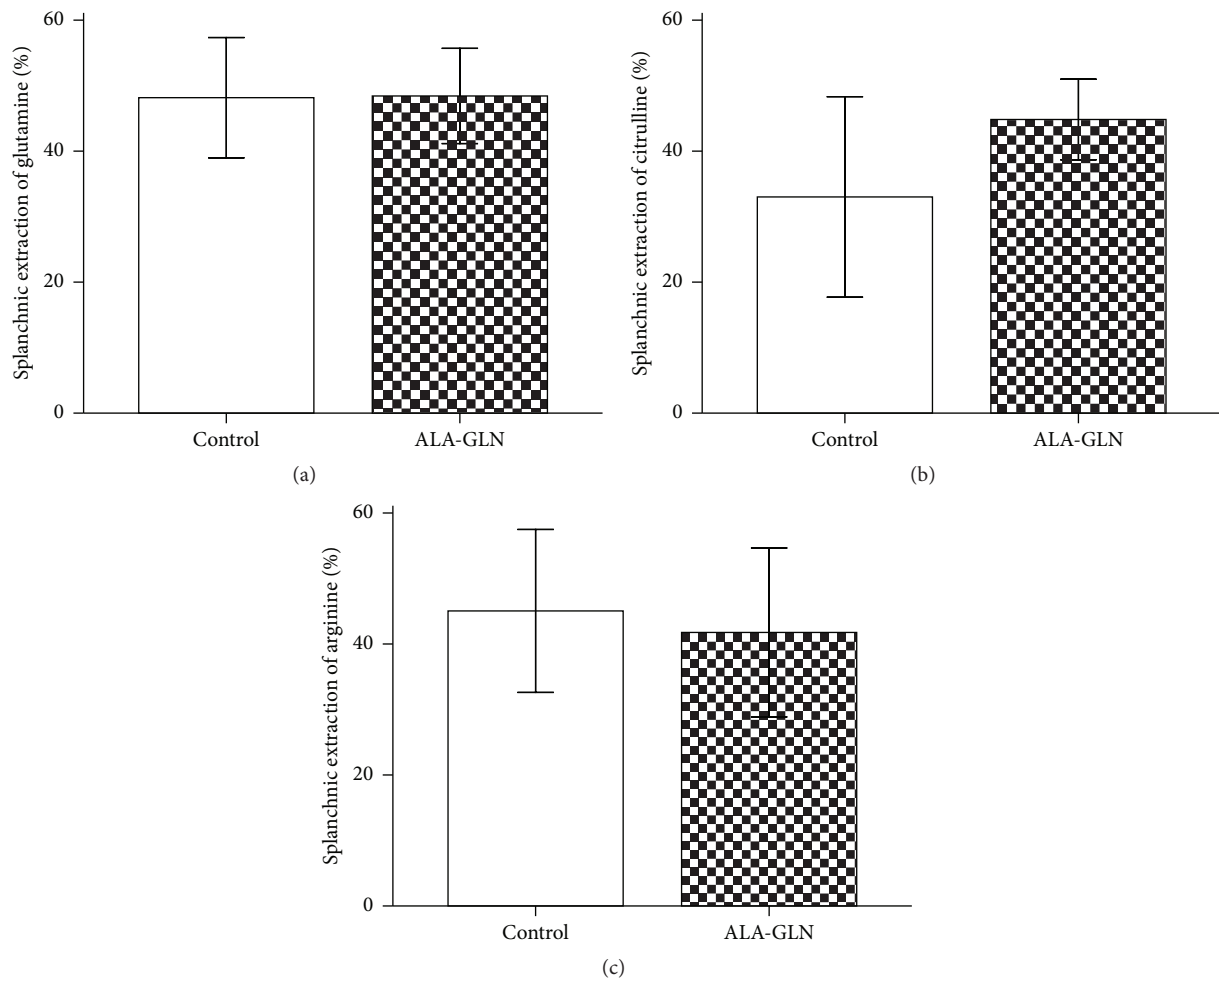 Splanchnic extraction of glutamine (%)
60
40
20
0
Control
ALA-GLN
(a)
Splanchnic extraction of citrulline (%)
60
40
20
0
Control
ALA-GLN
(b)
Splanchnic extraction of arginine (%)
60
40
20
0
Control
ALA-GLN
(c)